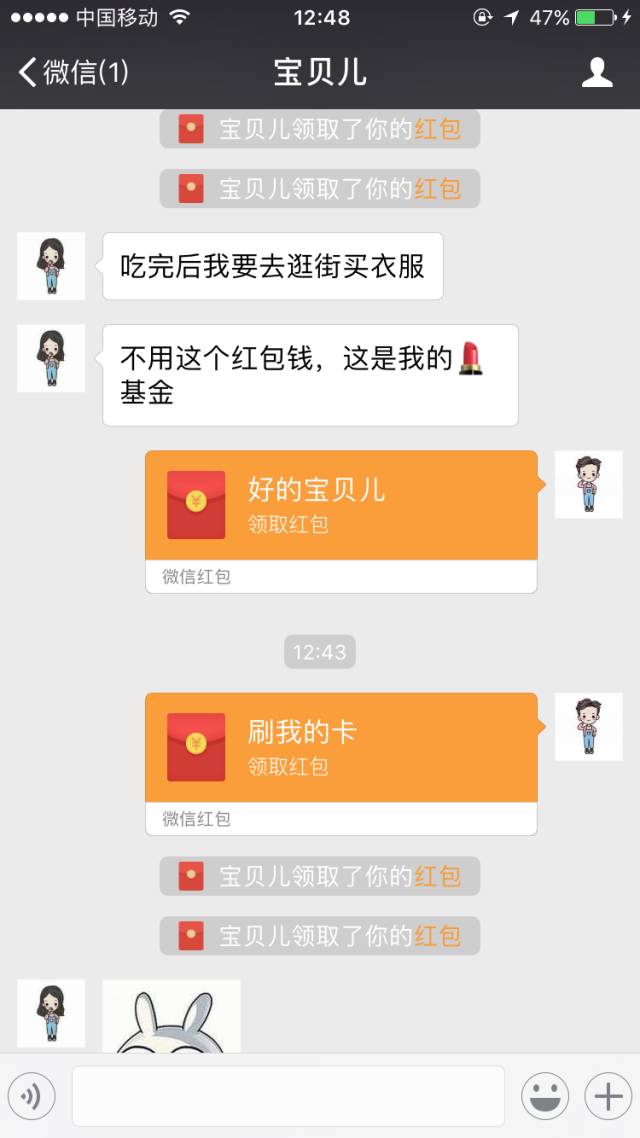 中国移动 12:48 47%
微信(1) 宝贝儿
宝贝儿领取了你的红包
宝贝儿领取了你的红包
吃完后我要去逛街买衣服
不用这个红包钱，这是我的💄
基金
好的宝贝儿
领取红包
微信红包
12:43
刷我的卡
领取红包
微信红包
宝贝儿领取了你的红包
宝贝儿领取了你的红包